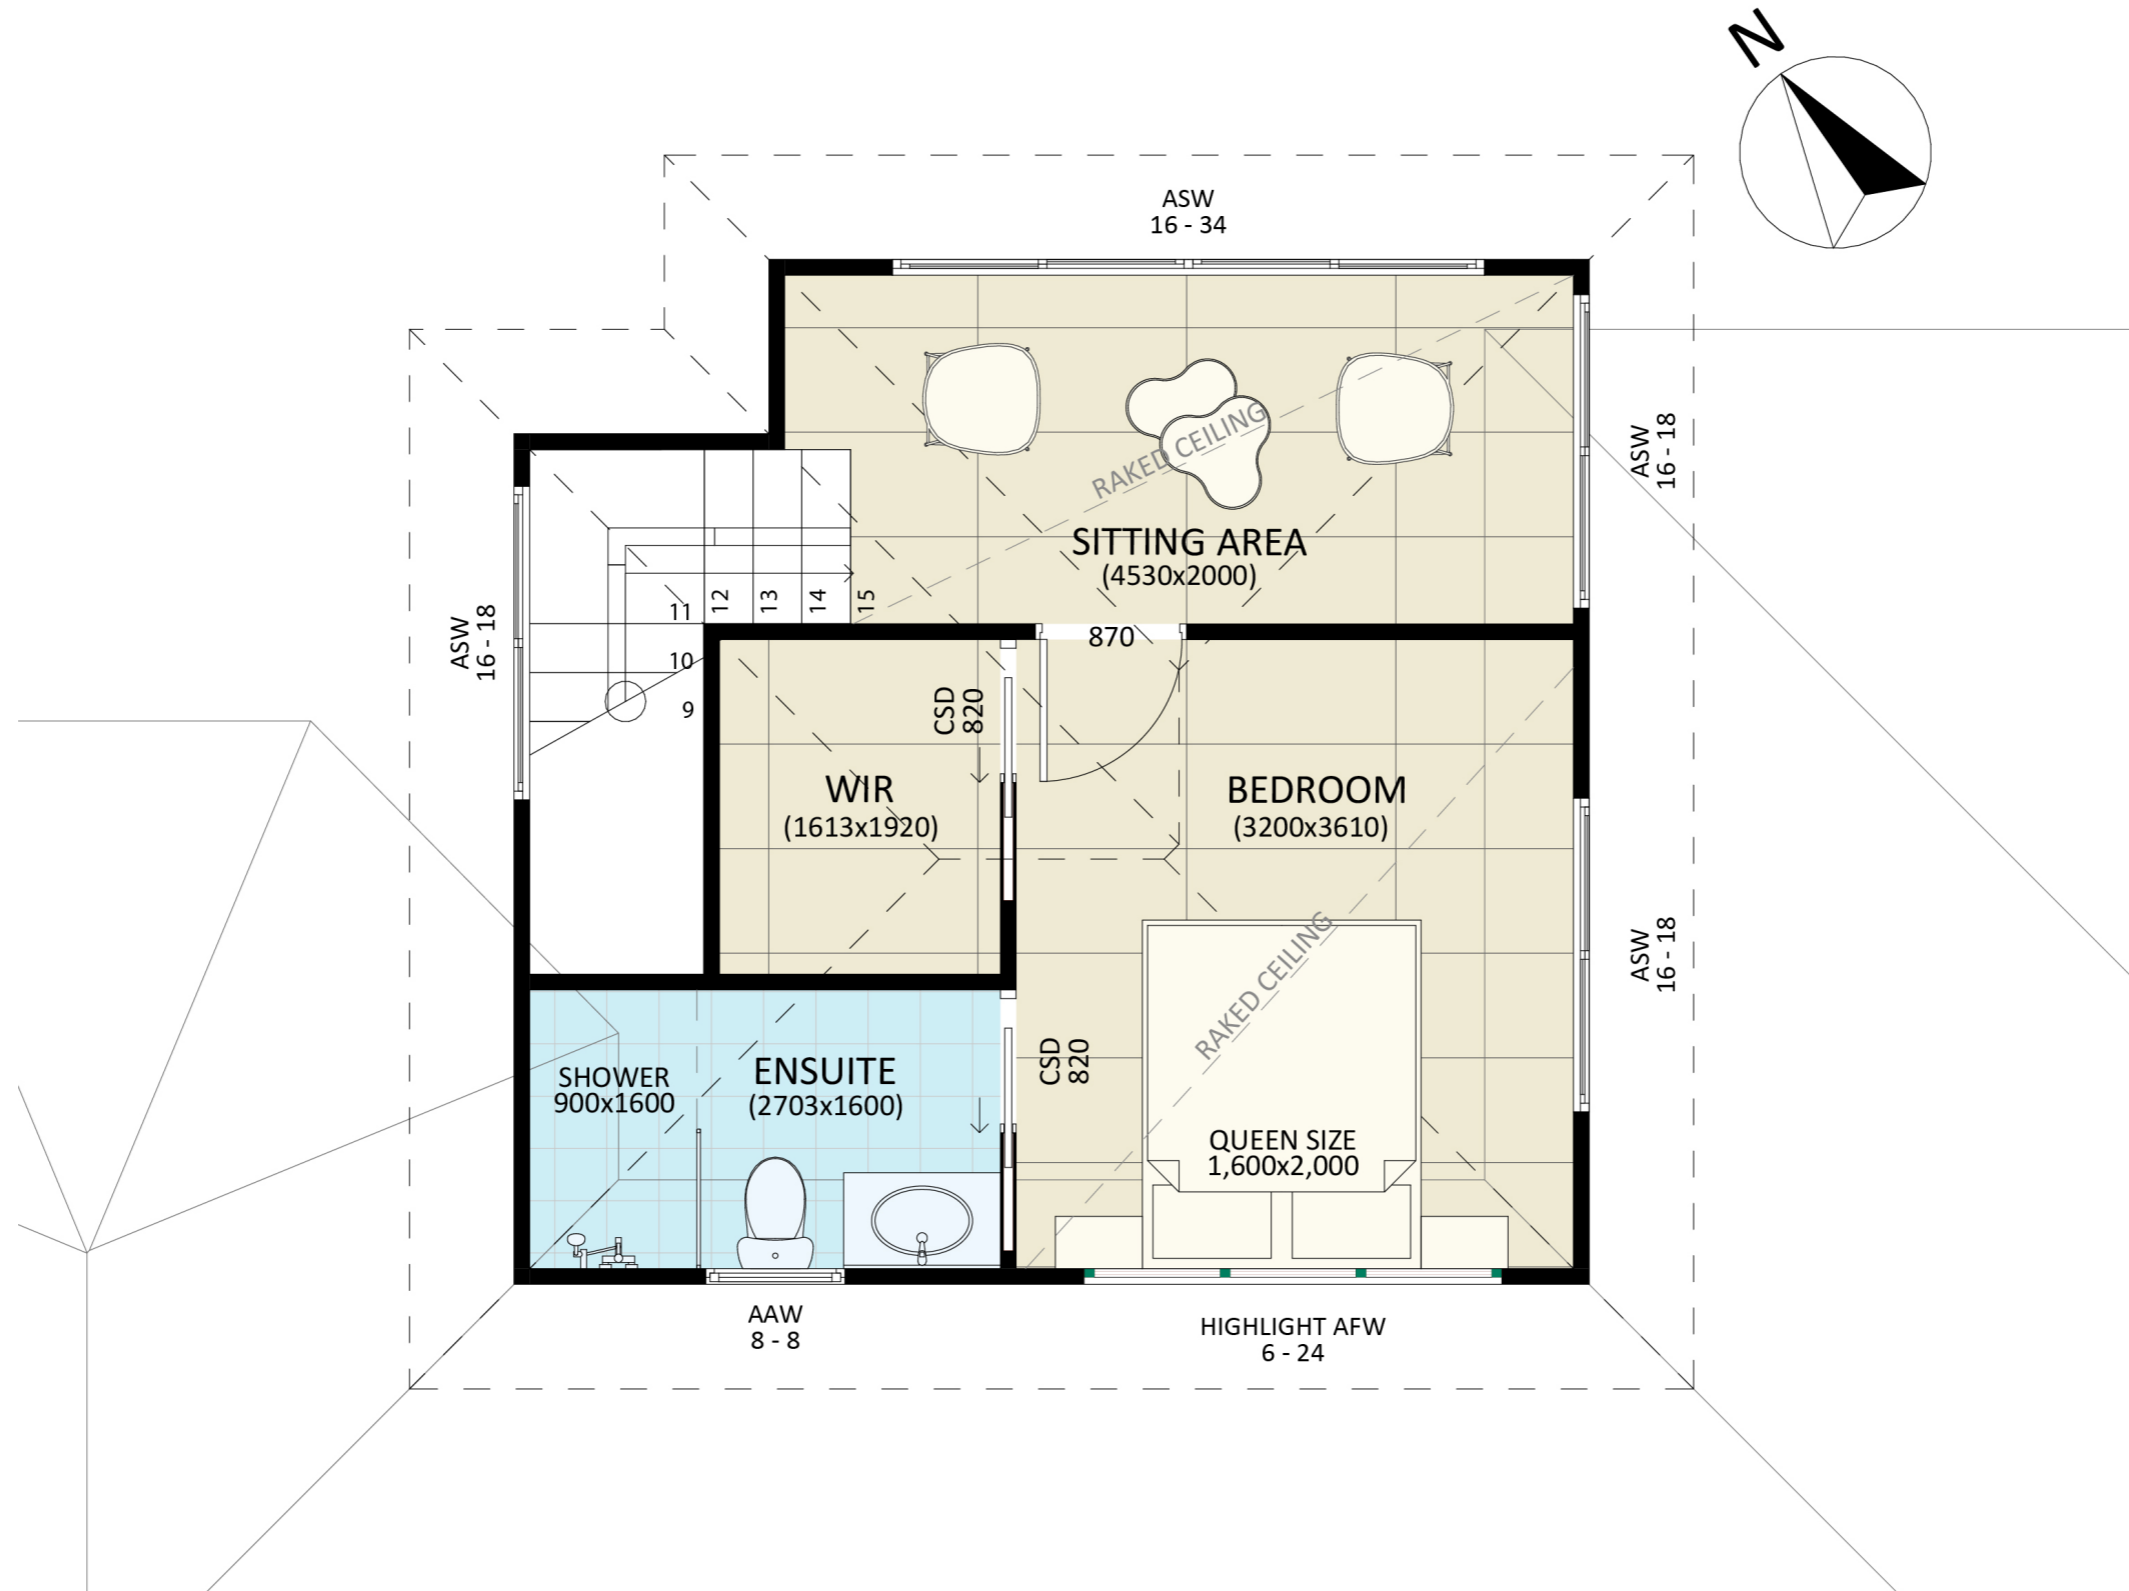 N
ASW
16 - 34
RAKED CEILING
ASW
16 - 18
SITTING AREA
(4530x2000)
11
12
13
14
15
ASW
16 - 18
870
10
9
CSD
820
WIR
(1613x1920)
BEDROOM
(3200x3610)
RAKED CEILING
ASW
16 - 18
SHOWER
900x1600
ENSUITE
(2703x1600)
CSD
820
QUEEN SIZE
1,600x2,000
AAW
8 - 8
HIGHLIGHT AFW
6 - 24